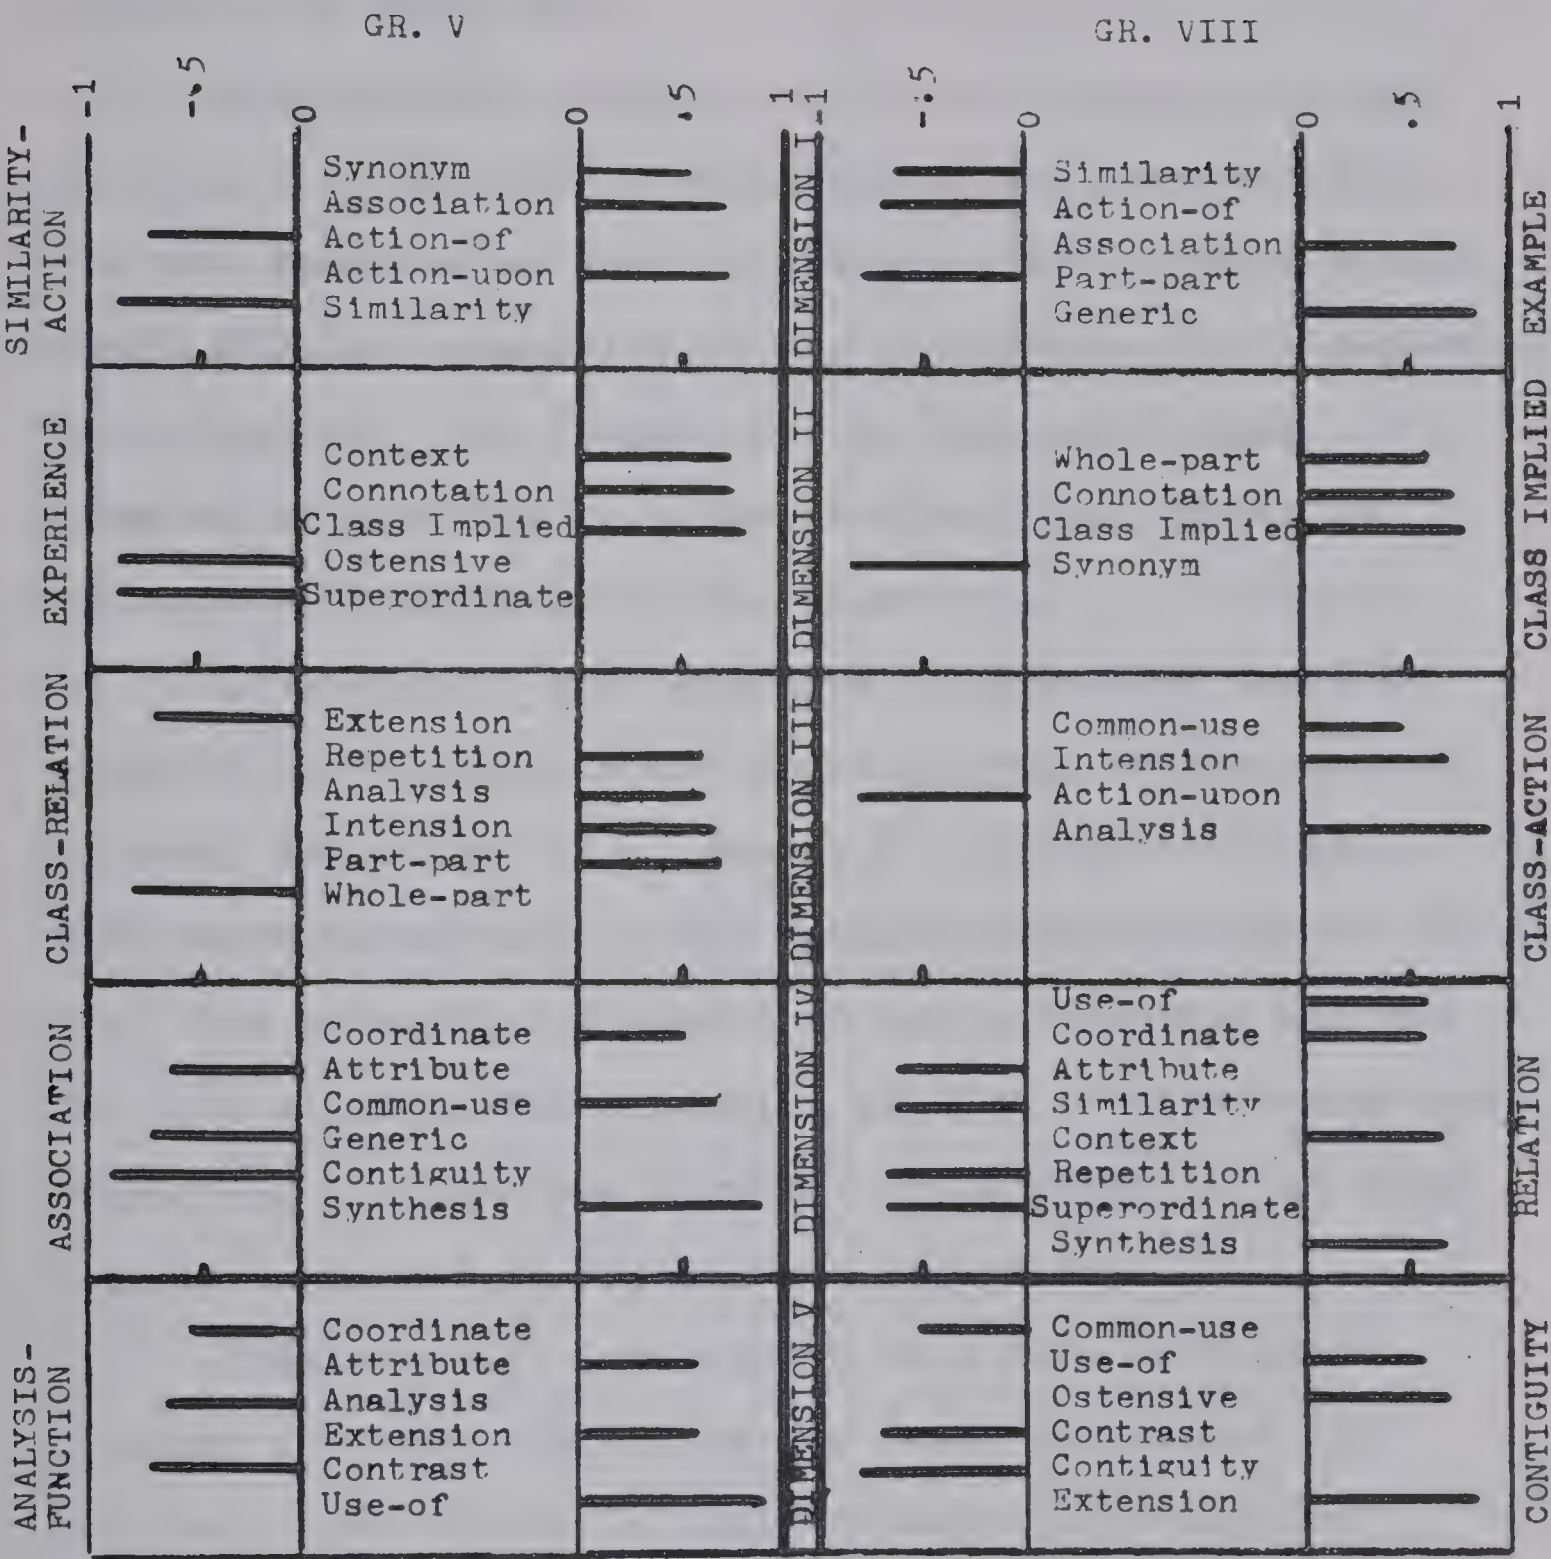 GR. V
GR. VIII
-1
-.5
0
0
.5
1
-1
-.5
0
0
.5
1
SIMILARITY-
ACTION
Synonym
Association
Action-of
Action-upon
Similarity
DIMENSION I
Similarity
Action-of
Association
Part-part
Generic
EXAMPLE
EXPERIENCE
Context
Connotation
Class Implied
Ostensive
Superordinate
DIMENSION II
Whole-part
Connotation
Class Implied
Synonym
CLASS IMPLIED
CLASS-RELATION
Extension
Repetition
Analysis
Intension
Part-part
Whole-part
DIMENSION III
Common-use
Intension
Action-upon
Analysis
CLASS-ACTION
ASSOCIATION
Coordinate
Attribute
Common-use
Generic
Contiguity
Synthesis
DIMENSION IV
Use-of
Coordinate
Attribute
Similarity
Context
Repetition
Superordinate
Synthesis
RELATION
ANALYSIS-
FUNCTION
Coordinate
Attribute
Analysis
Extension
Contrast
Use-of
DIMENSION V
Common-use
Use-of
Ostensive
Contrast
Contiguity
Extension
CONTIGUITY